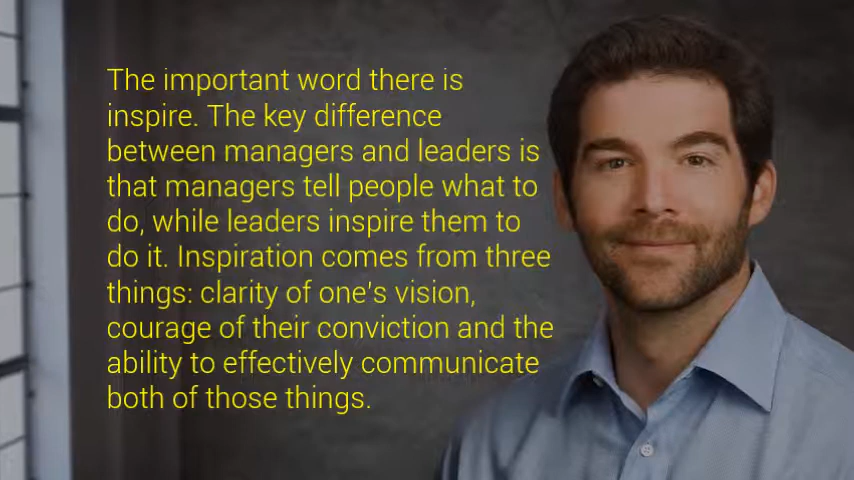 The important word there is
inspire. The key difference
between managers and leaders is
that managers tell people what to
do, while leaders inspire them to
do it. Inspiration comes from three
things: clarity of one's vision,
courage of their conviction and the
ability to effectively communicate
both of those things.